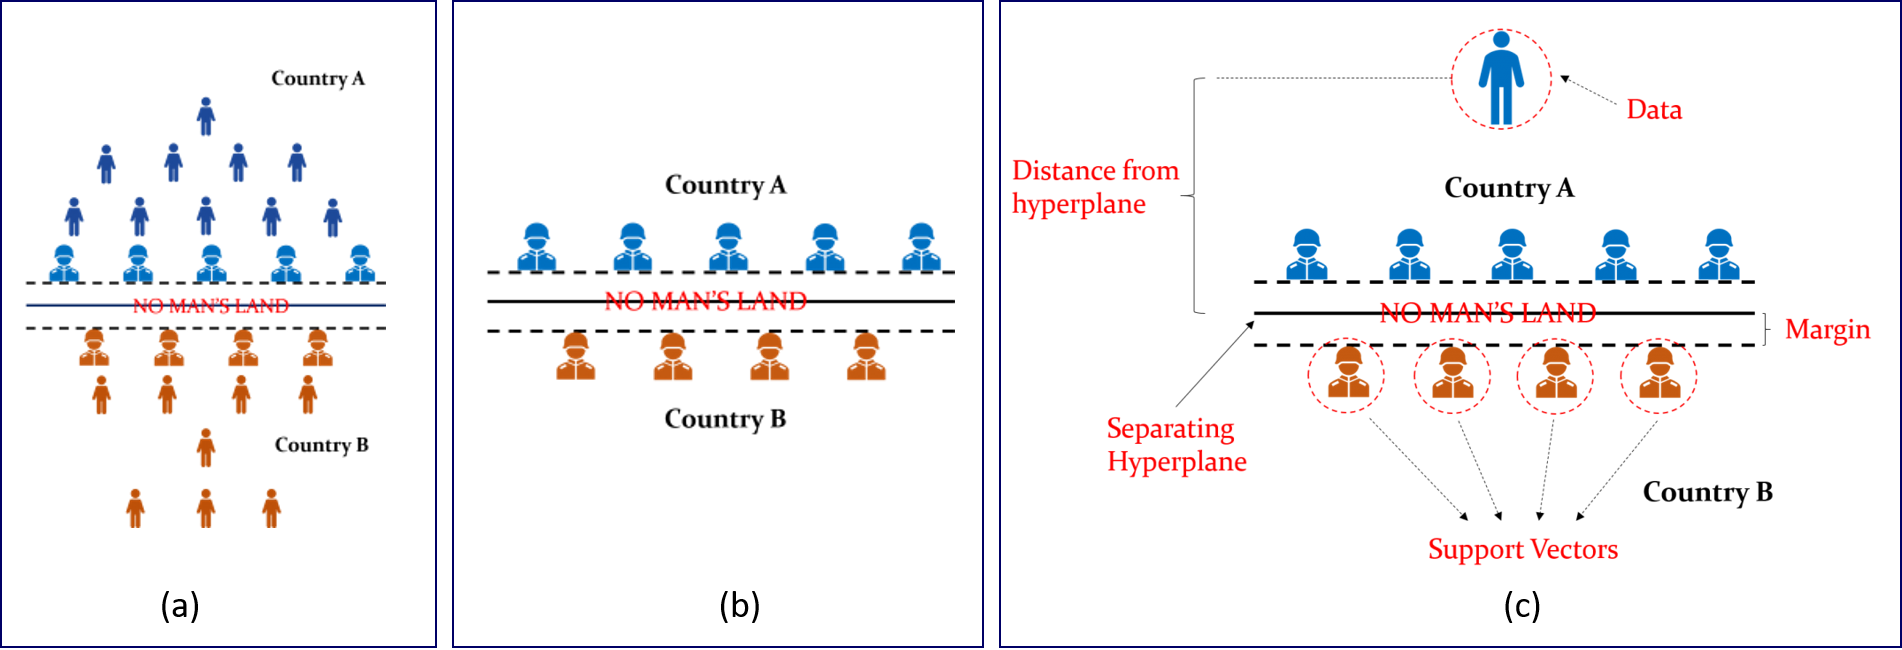 Country A
NO MAN'S LAND
Country B
(a)
Country A
NO MAN'S LAND
Country B
(b)
Data
Distance from
hyperplane
Country A
NO MAN'S LAND
Margin
Separating
Hyperplane
Country B
Support Vectors
(c)